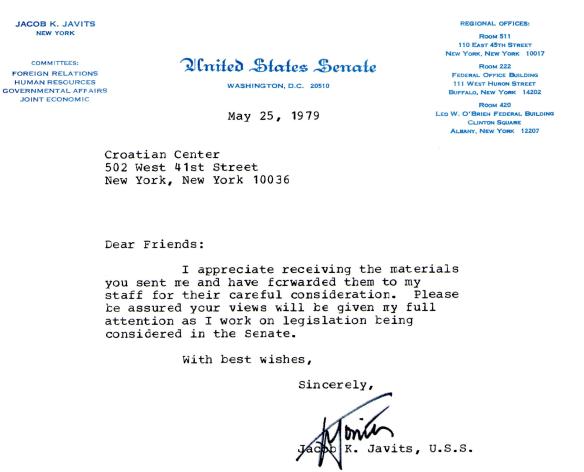 JACOB K. JAVITS
NEW YORK
COMMITTEES:
FOREIGN RELATIONS
HUMAN RESOURCES
GOVERNMENTAL AFFAIRS
JOINT ECONOMIC
United States Senate
WASHINGTON, D.C. 20510
REGIONAL OFFICES:
ROOM 511
110 EAST 45TH STREET
NEW YORK, NEW YORK 10017
ROOM 222
FEDERAL OFFICE BUILDING
111 WEST HURON STREET
BUFFALO, NEW YORK 14202
ROOM 420
LEO W. O'BRIEN FEDERAL BUILDING
CLINTON SQUARE
ALBANY, NEW YORK 12207
May 25, 1979
Croatian Center
502 West 41st Street
New York, New York 10036
Dear Friends:
I appreciate receiving the materials
you sent me and have forwarded them to my
staff for their careful consideration. Please
be assured your views will be given my full
attention as I work on legislation being
considered in the Senate.
With best wishes,
Sincerely,
Jacob K. Javits, U.S.S.